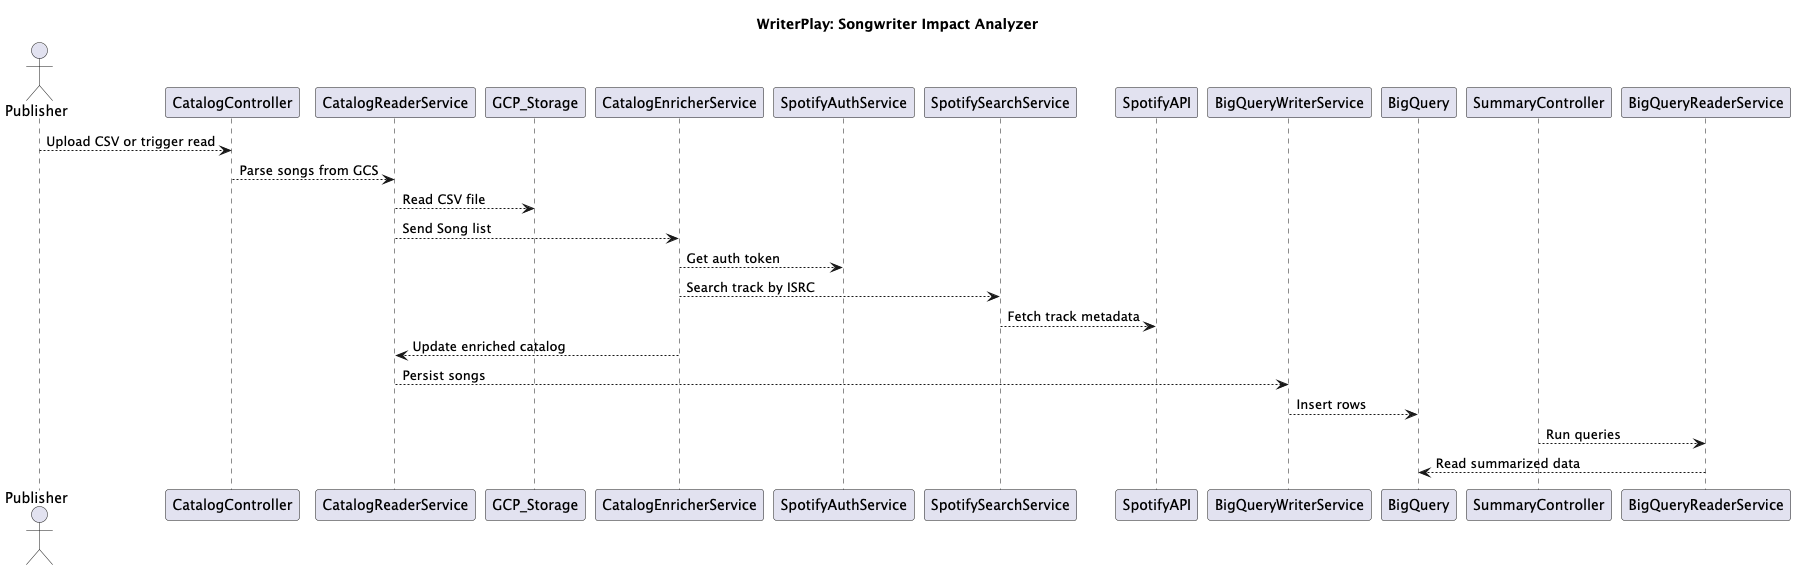 WriterPlay: Songwriter Impact Analyzer
Publisher
CatalogController
CatalogReaderService
GCP_Storage
CatalogEnricherService
SpotifyAuthService
SpotifySearchService
SpotifyAPI
BigQueryWriterService
BigQuery
SummaryController
BigQueryReaderService
Upload CSV or trigger read
Parse songs from GCS
Read CSV file
Send Song list
Get auth token
Search track by ISRC
Fetch track metadata
Update enriched catalog
Persist songs
Insert rows
Run queries
Read summarized data
Publisher
CatalogController
CatalogReaderService
GCP_Storage
CatalogEnricherService
SpotifyAuthService
SpotifySearchService
SpotifyAPI
BigQueryWriterService
BigQuery
SummaryController
BigQueryReaderService